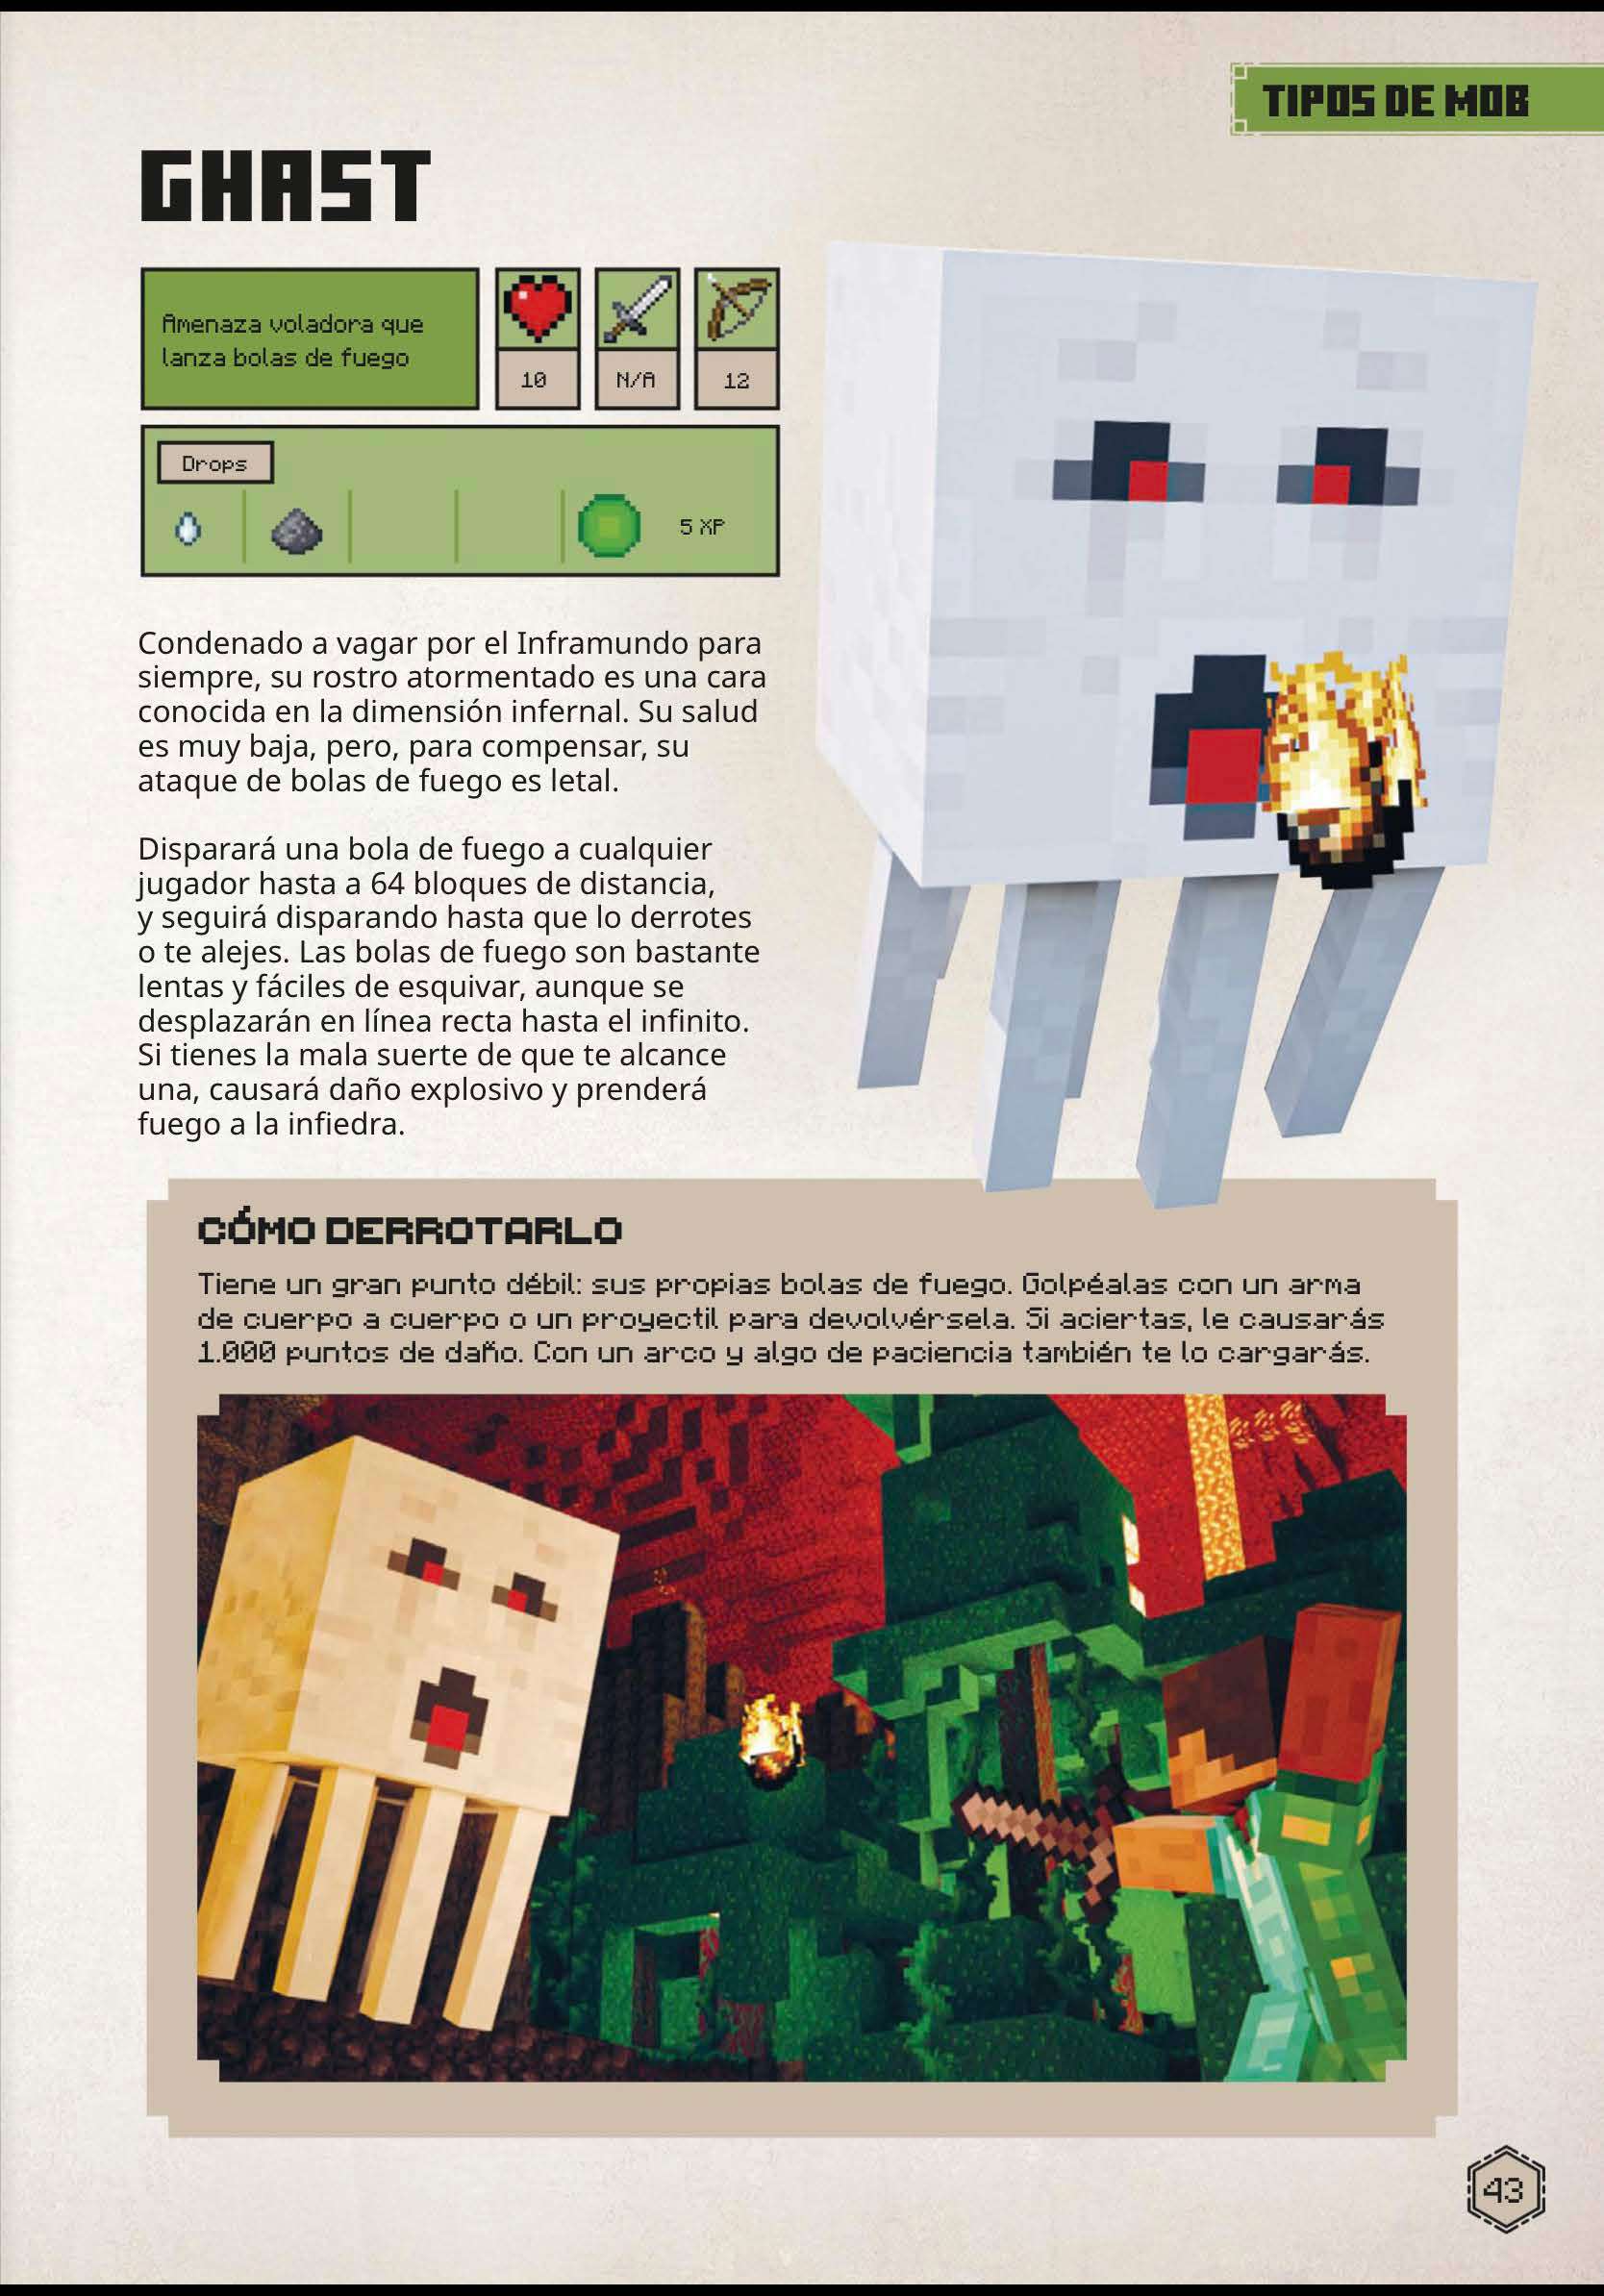 TIPOS DE MOB
GHAST
Amenaza voladora que
lanza bolas de fuego
10
N/A
12
Drops
5 XP
Condenado a vagar por el Inframundo para
siempre, su rostro atormentado es una cara
conocida en la dimensión infernal. Su salud
es muy baja, pero, para compensar, su
ataque de bolas de fuego es letal.
Disparará una bola de fuego a cualquier
jugador hasta a 64 bloques de distancia,
y seguirá disparando hasta que lo derrotes
o te alejes. Las bolas de fuego son bastante
lentas y fáciles de esquivar, aunque se
desplazarán en línea recta hasta el infinito.
Si tienes la mala suerte de que te alcance
una, causará daño explosivo y prenderá
fuego a la infiedra.
CÓMO DERROTARLO
Tiene un gran punto débil: sus propias bolas de fuego. Golpéalas con un arma
de cuerpo a cuerpo o un proyectil para devolvérsela. Si aciertas, le causarás
1.000 puntos de daño. Con un arco y algo de paciencia también te lo cargarás.
43